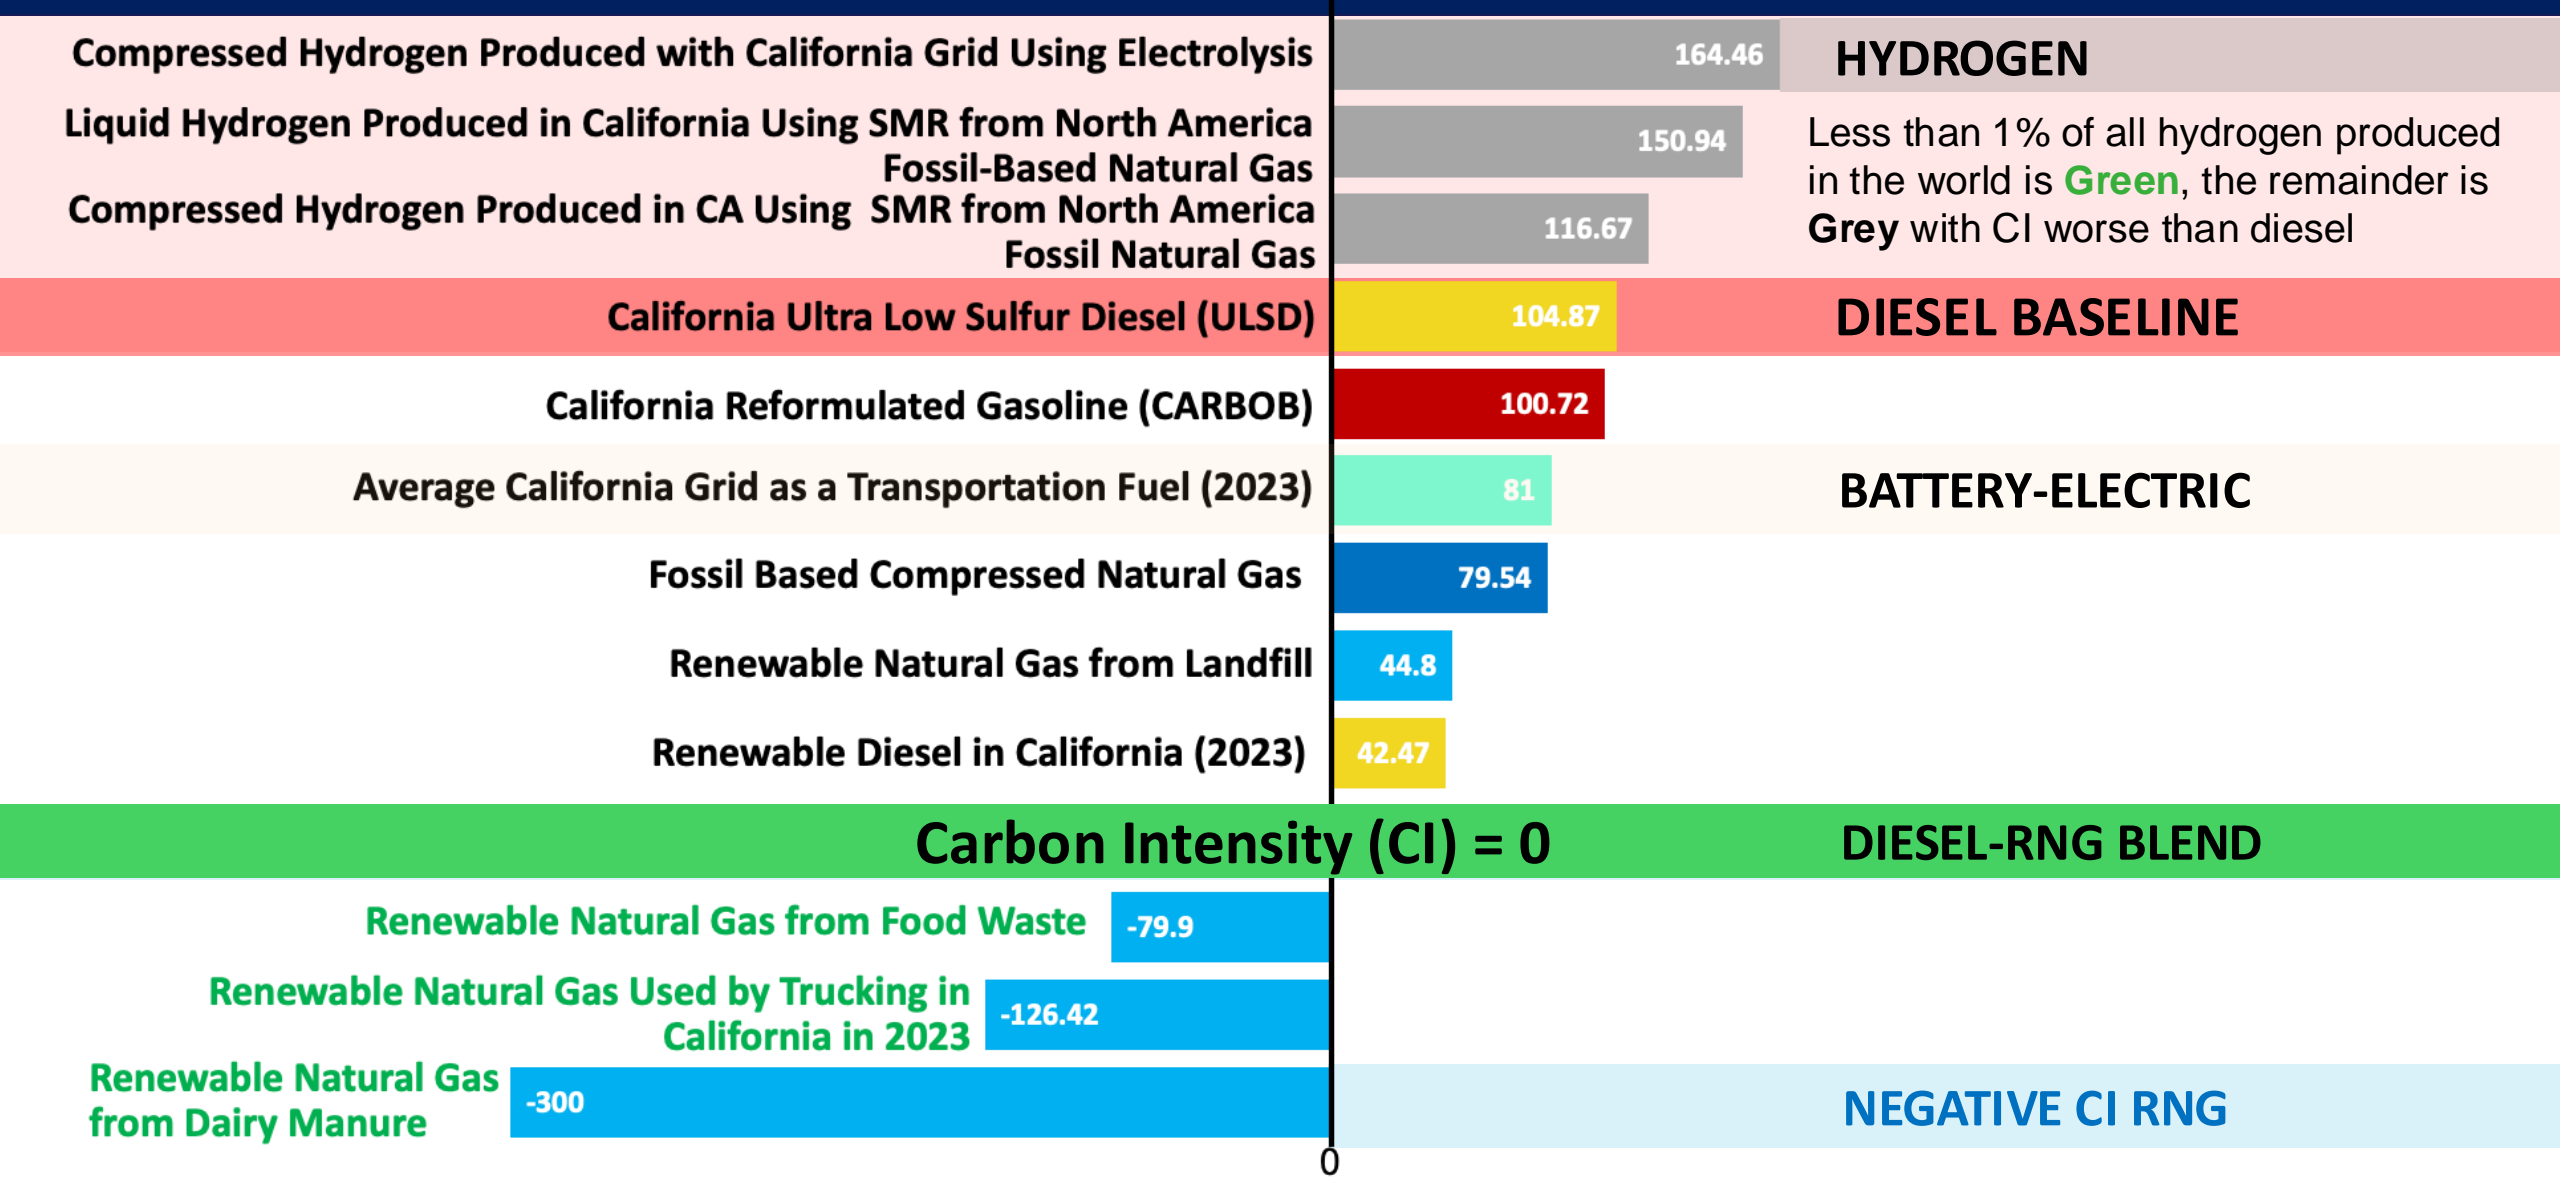 Compressed Hydrogen Produced with California Grid Using Electrolysis
164.46
HYDROGEN
Liquid Hydrogen Produced in California Using SMR from North America
Fossil-Based Natural Gas
150.94
Less than 1% of all hydrogen produced
in the world is Green, the remainder is
Grey with CI worse than diesel
Compressed Hydrogen Produced in CA Using  SMR from North America
Fossil Natural Gas
116.67
California Ultra Low Sulfur Diesel (ULSD)
104.87
DIESEL BASELINE
California Reformulated Gasoline (CARBOB)
100.72
Average California Grid as a Transportation Fuel (2023)
81
BATTERY-ELECTRIC
Fossil Based Compressed Natural Gas
79.54
Renewable Natural Gas from Landfill
44.8
Renewable Diesel in California (2023)
42.47
Carbon Intensity (CI) = 0
DIESEL-RNG BLEND
Renewable Natural Gas from Food Waste
-79.9
Renewable Natural Gas Used by Trucking in
California in 2023
-126.42
Renewable Natural Gas
from Dairy Manure
-300
NEGATIVE CI RNG
0